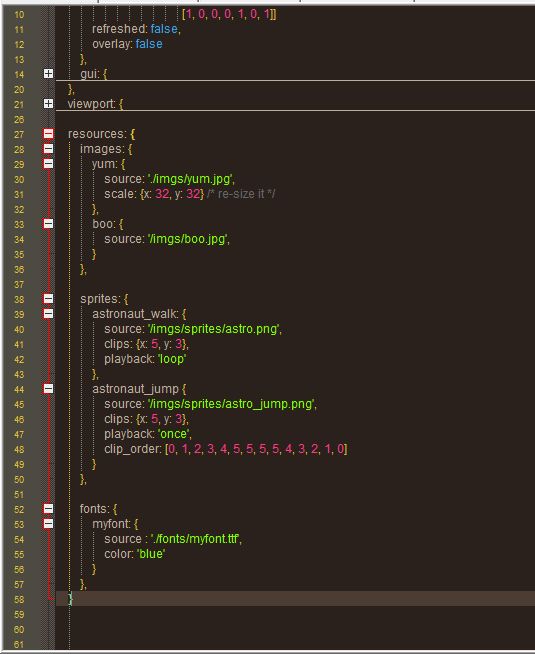 10 [1, 0, 0, 0, 1, 0, 1]]
11 refreshed: false,
12 overlay: false
13 },
14 gui: {
20 },
21 viewport: {
26
27 resources: {
28 images: {
29 yum: {
30 source: './imgs/yum.jpg',
31 scale: {x: 32, y: 32} /* re-size it */
32 },
33 boo: {
34 source: '/imgs/boo.jpg',
35 }
36 },
37
38 sprites: {
39 astronaut_walk: {
40 source: '/imgs/sprites/astro.png',
41 clips: {x: 5, y: 3},
42 playback: 'loop'
43 },
44 astronaut_jump {
45 source: '/imgs/sprites/astro_jump.png',
46 clips: {x: 5, y: 3},
47 playback: 'once',
48 clip_order: [0, 1, 2, 3, 4, 5, 5, 5, 5, 4, 3, 2, 1, 0]
49 }
50 },
51
52 fonts: {
53 myfont: {
54 source : './fonts/myfont.ttf',
55 color: 'blue'
56 }
57 },
58 }
59
60
61